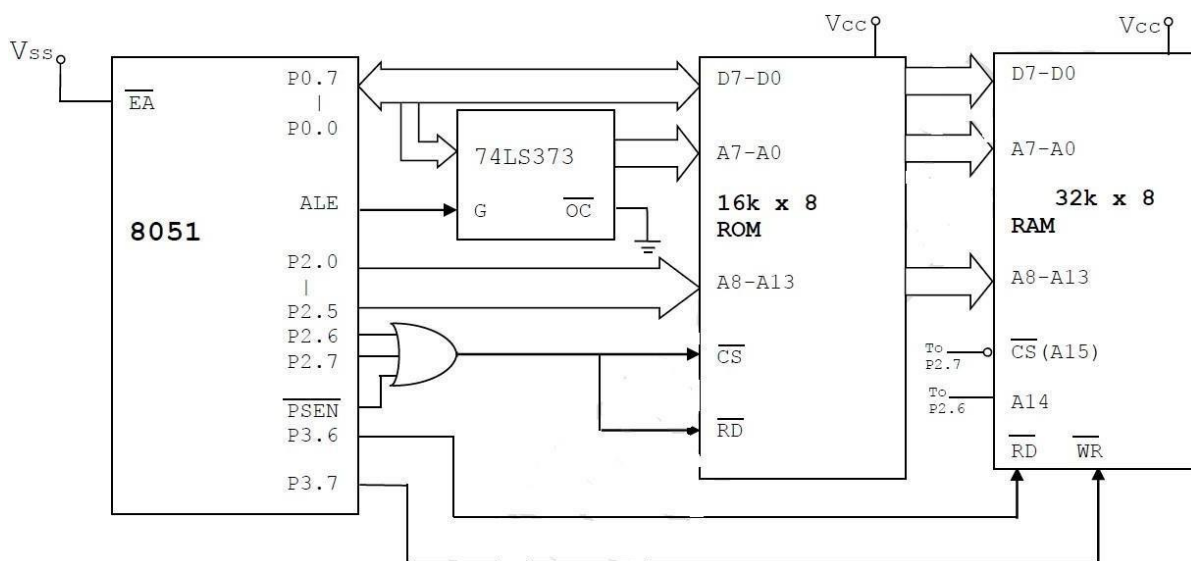 Vss
EA
8051
P0.7
|
P0.0
ALE
P2.0
|
P2.5
P2.6
P2.7
PSEN
P3.6
P3.7
74LS373
G OC
Vcc
D7-D0
A7-A0
16k x 8
ROM
A8-A13
CS
RD
Vcc
D7-D0
A7-A0
32k x 8
RAM
A8-A13
To
P2.7
CS(A15)
To
P2.6
A14
RD WR